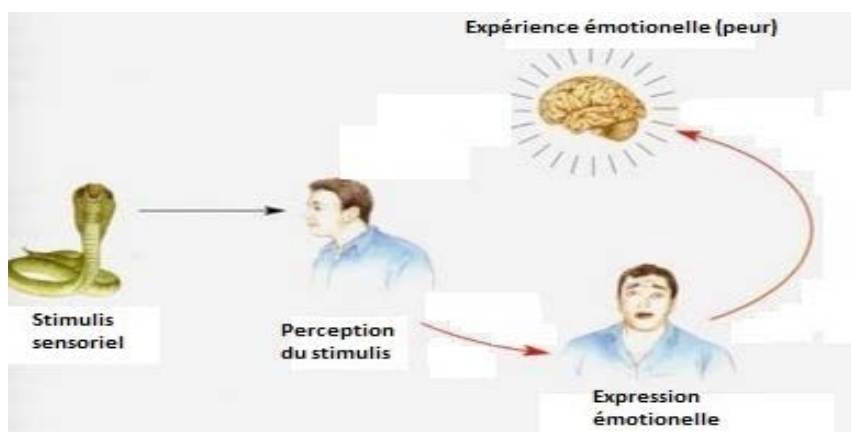 Expérience émotionelle (peur)
Stimulis
sensoriel
Perception
du stimulis
Expression
émotionelle